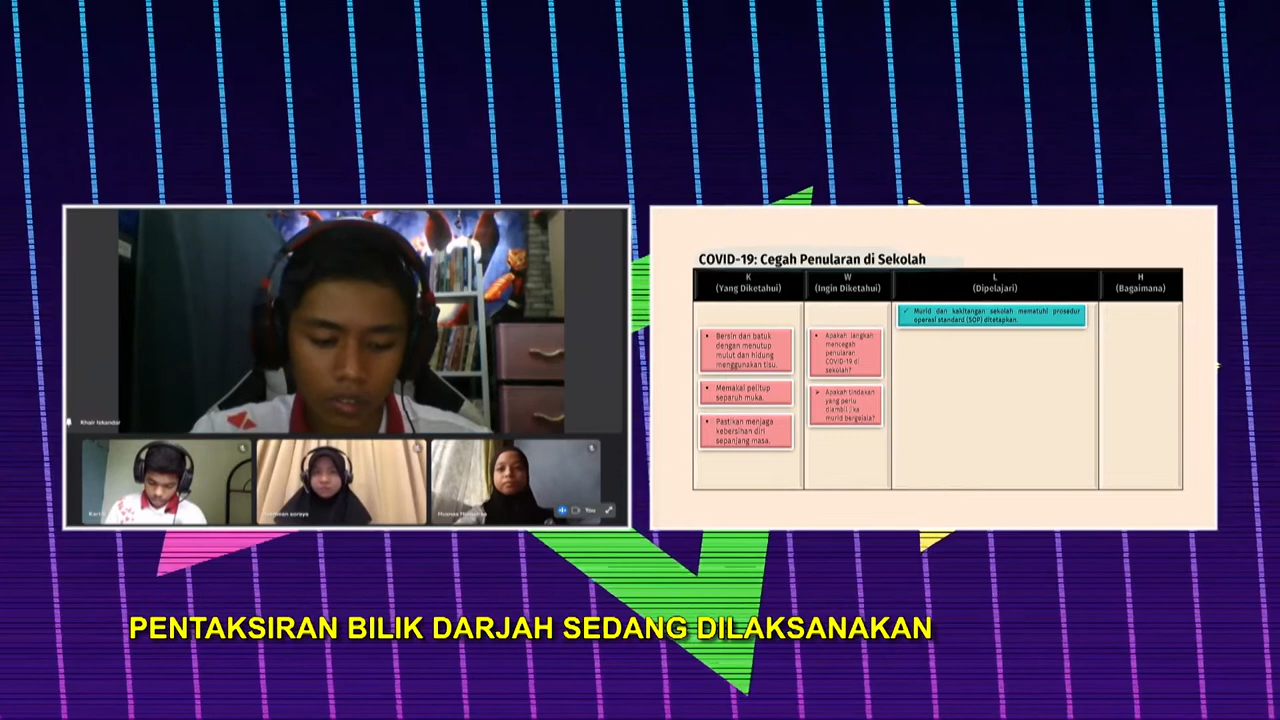 Khair Iskandar
You
COVID-19: Cegah Penularan di Sekolah
K
(Yang Diketahui)
W
(Ingin Diketahui)
L
(Dipelajari)
H
(Bagaimana)
Bersin dan batuk
dengan menutup
mulut dan hidung
menggunakan tisu.
Memakai pelitup
separuh muka.
Pastikan menjaga
kebersihan diri
sepanjang masa.
Apakah langkah
mencegah
penularan
COVID-19 di
sekolah?
Apakah tindakan
yang perlu
diambil jika
murid bergejala?
✓ Murid dan kakitangan sekolah mematuhi prosedur
operasi standard (SOP) ditetapkan.
PENTAKSIRAN BILIK DARJAH SEDANG DILAKSANAKAN